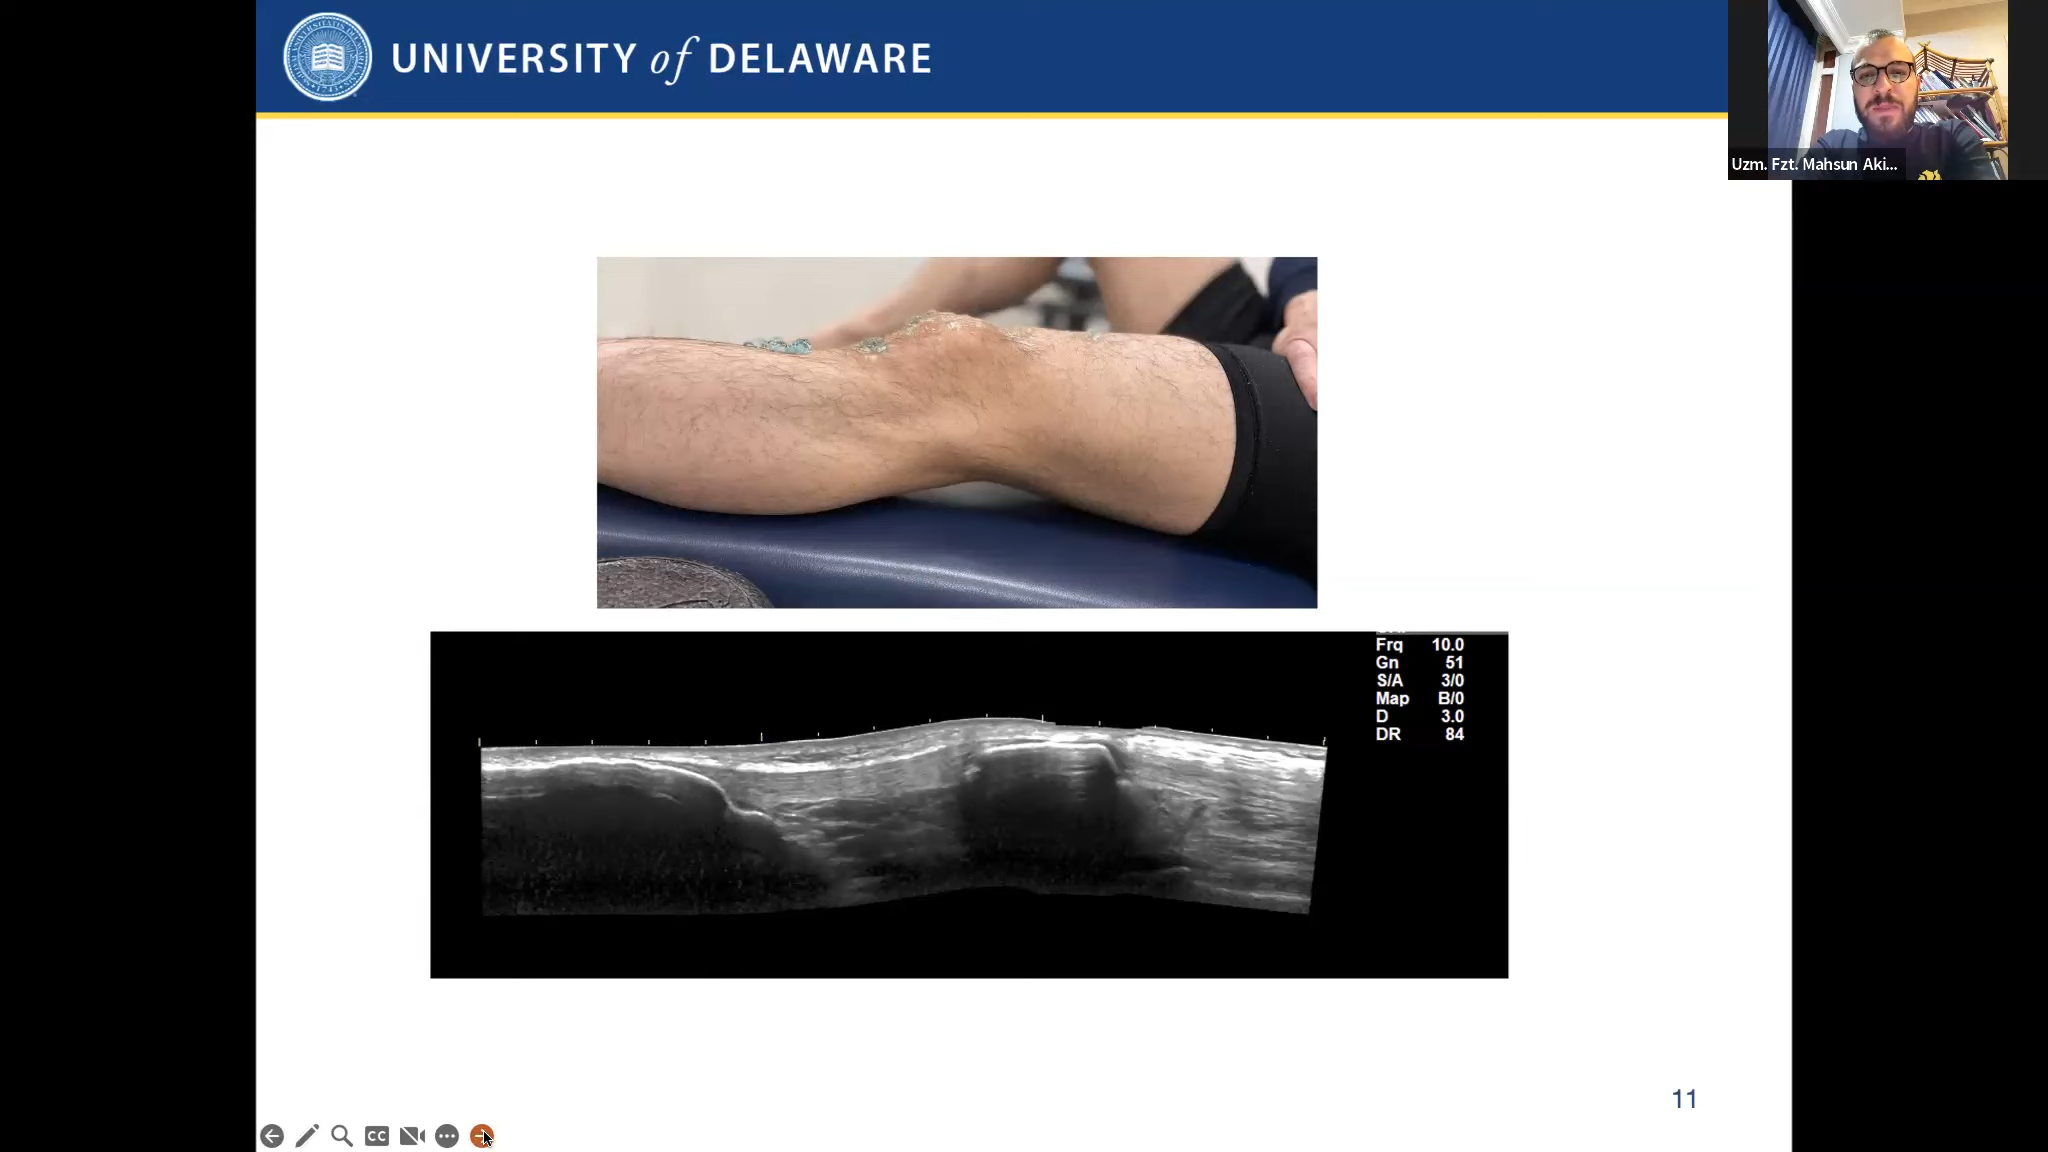 UNIVERSITY of DELAWARE
Uzm. Fzt. Mahsun Aki...
Frq 10.0
Gn 51
S/A 3/0
Map B/0
D 3.0
DR 84
11
CC